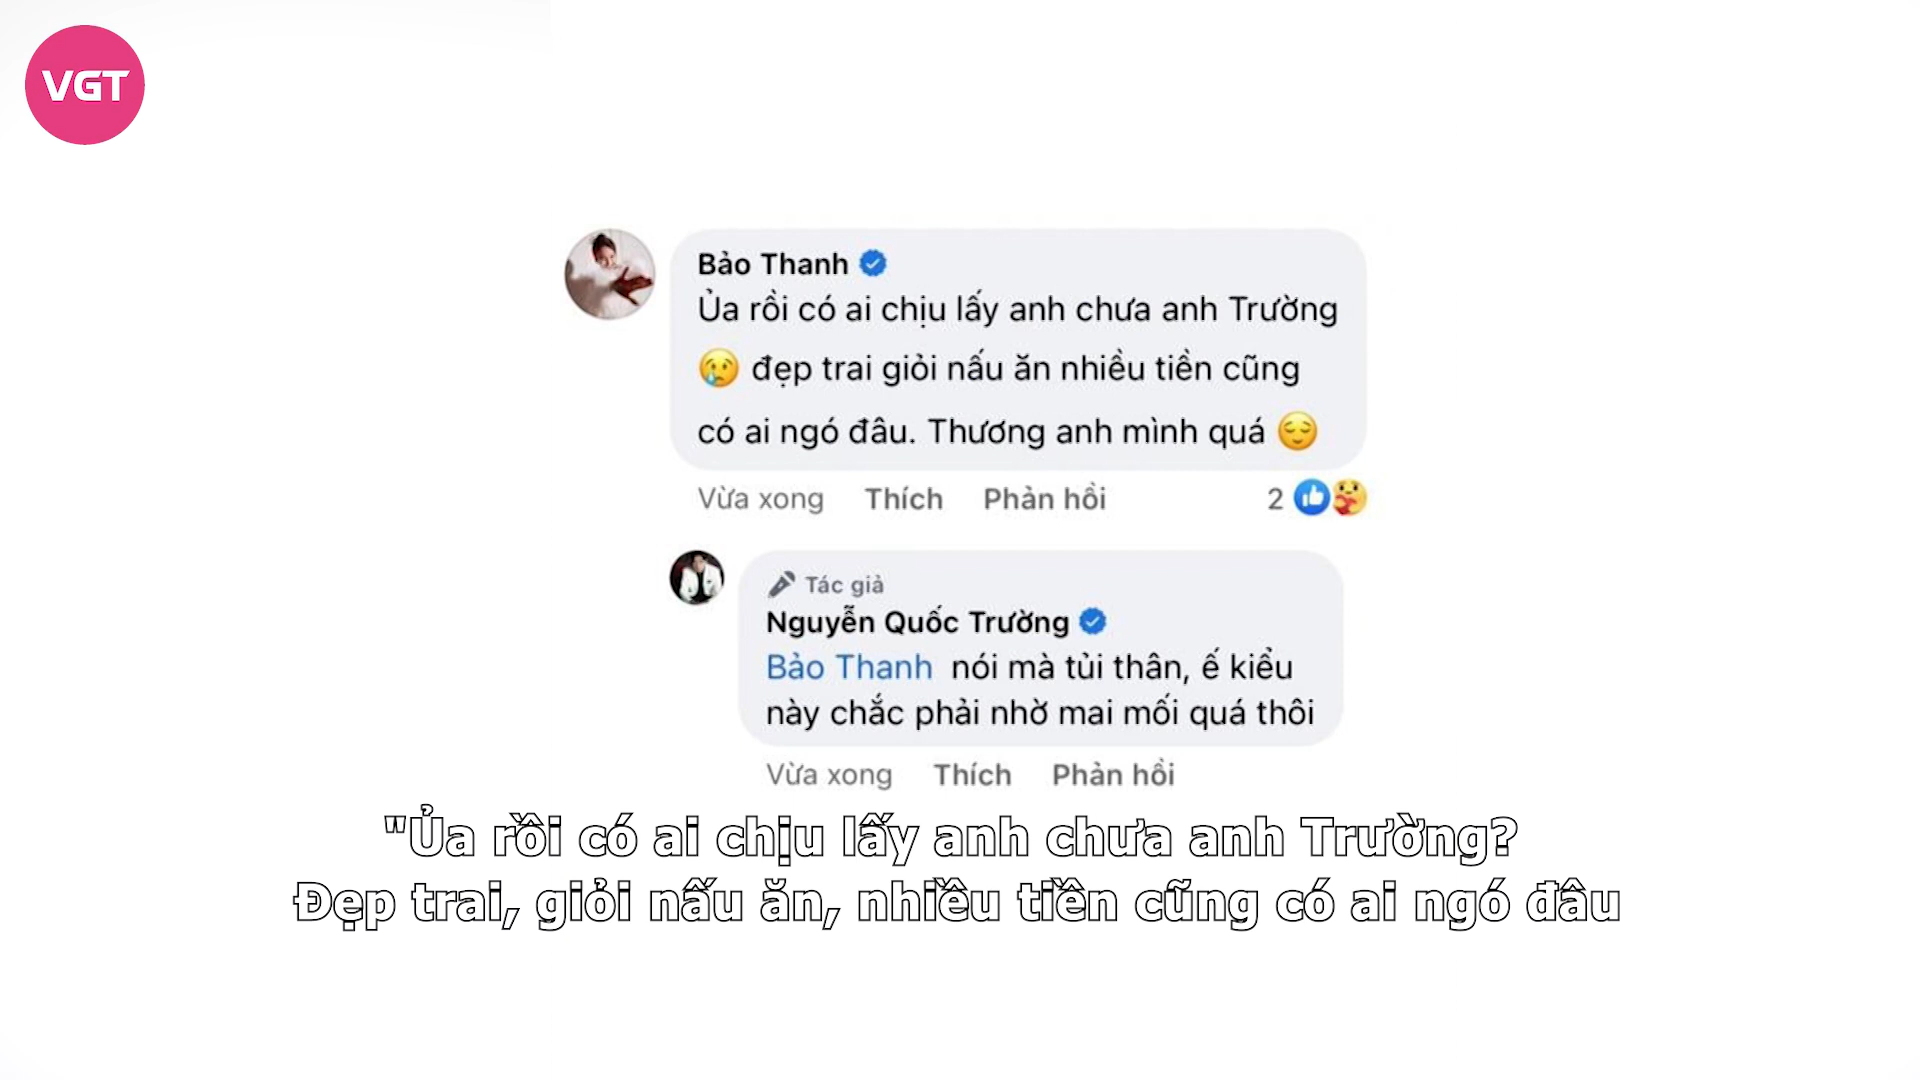 VGT
Bảo Thanh
Ủa rồi có ai chịu lấy anh chưa anh Trường
😢 đẹp trai giỏi nấu ăn nhiều tiền cũng
có ai ngó đâu. Thương anh mình quá 😌
Vừa xong Thích Phản hồi 2
Tác giả
Nguyễn Quốc Trường
Bảo Thanh nói mà tủi thân, ế kiểu
này chắc phải nhờ mai mối quá thôi
Vừa xong Thích Phản hồi
"Ủa rồi có ai chịu lấy anh chưa anh Trường?
Đẹp trai, giỏi nấu ăn, nhiều tiền cũng có ai ngó đâu